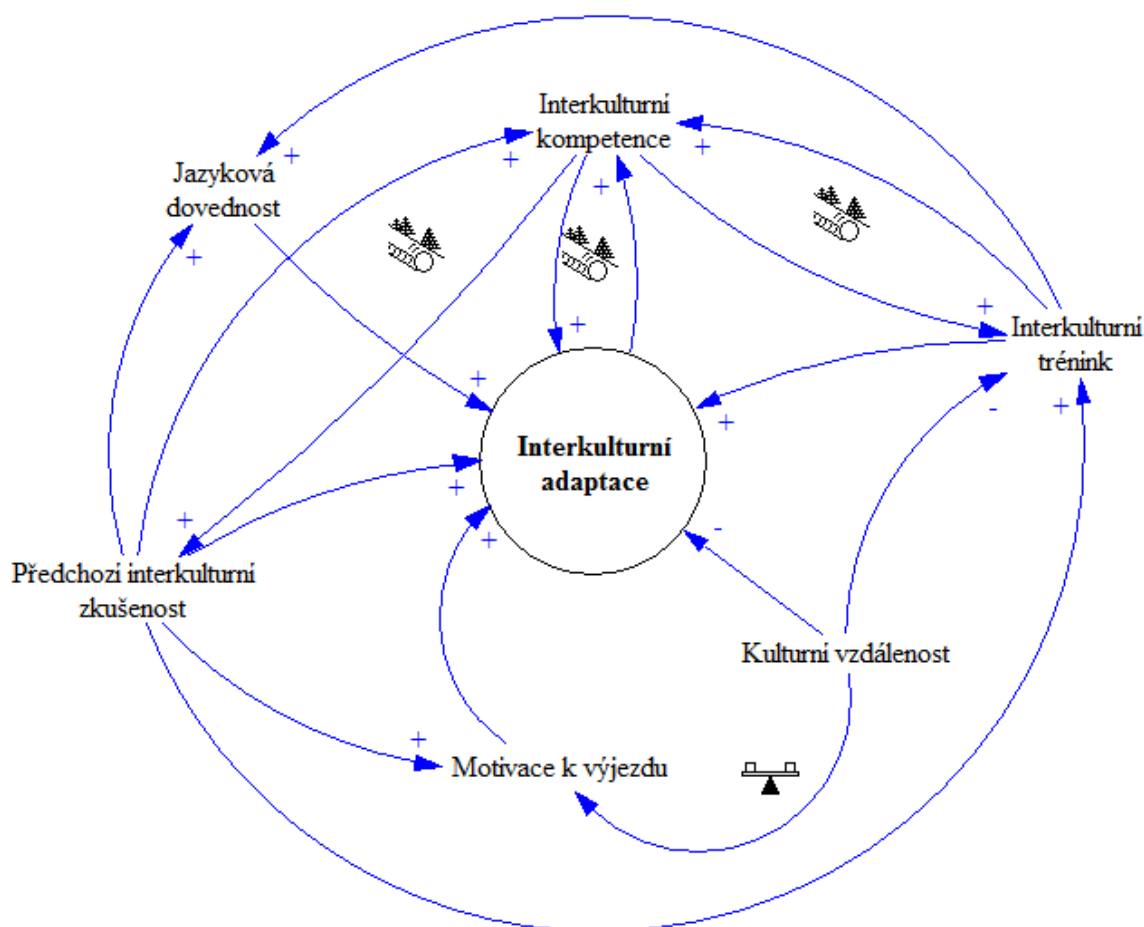 Interkulturní
kompetence
+
+
+
+
Jazyková
dovednost
+
+
+
Interkulturní
trénink
+
-
+
+
+
Interkulturní
adaptace
+
+
-
+
Předchozí interkulturní
zkušenost
Kulturní vzdálenost
+
Motivace k výjezdu